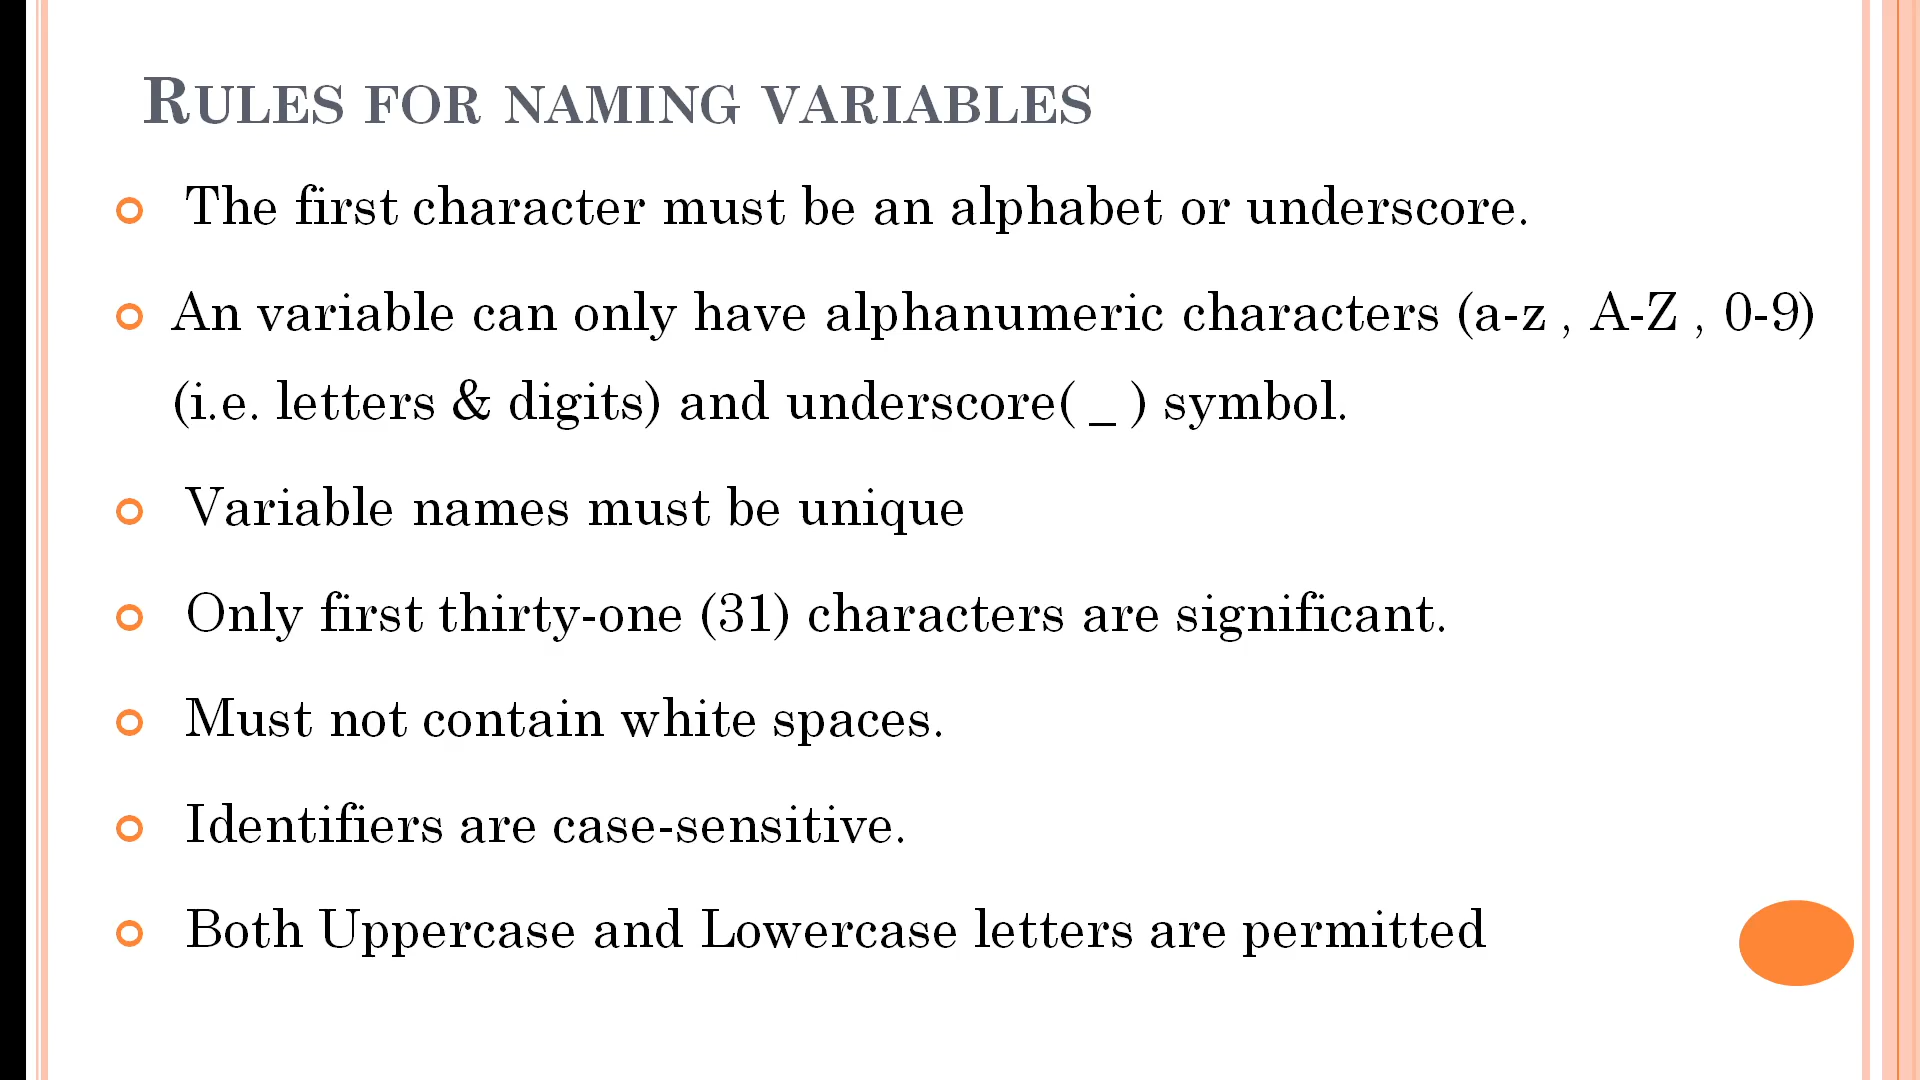 RULES FOR NAMING VARIABLES
The first character must be an alphabet or underscore.
An variable can only have alphanumeric characters (a-z , A-Z , 0-9)
(i.e. letters & digits) and underscore( _ ) symbol.
Variable names must be unique
Only first thirty-one (31) characters are significant.
Must not contain white spaces.
Identifiers are case-sensitive.
Both Uppercase and Lowercase letters are permitted